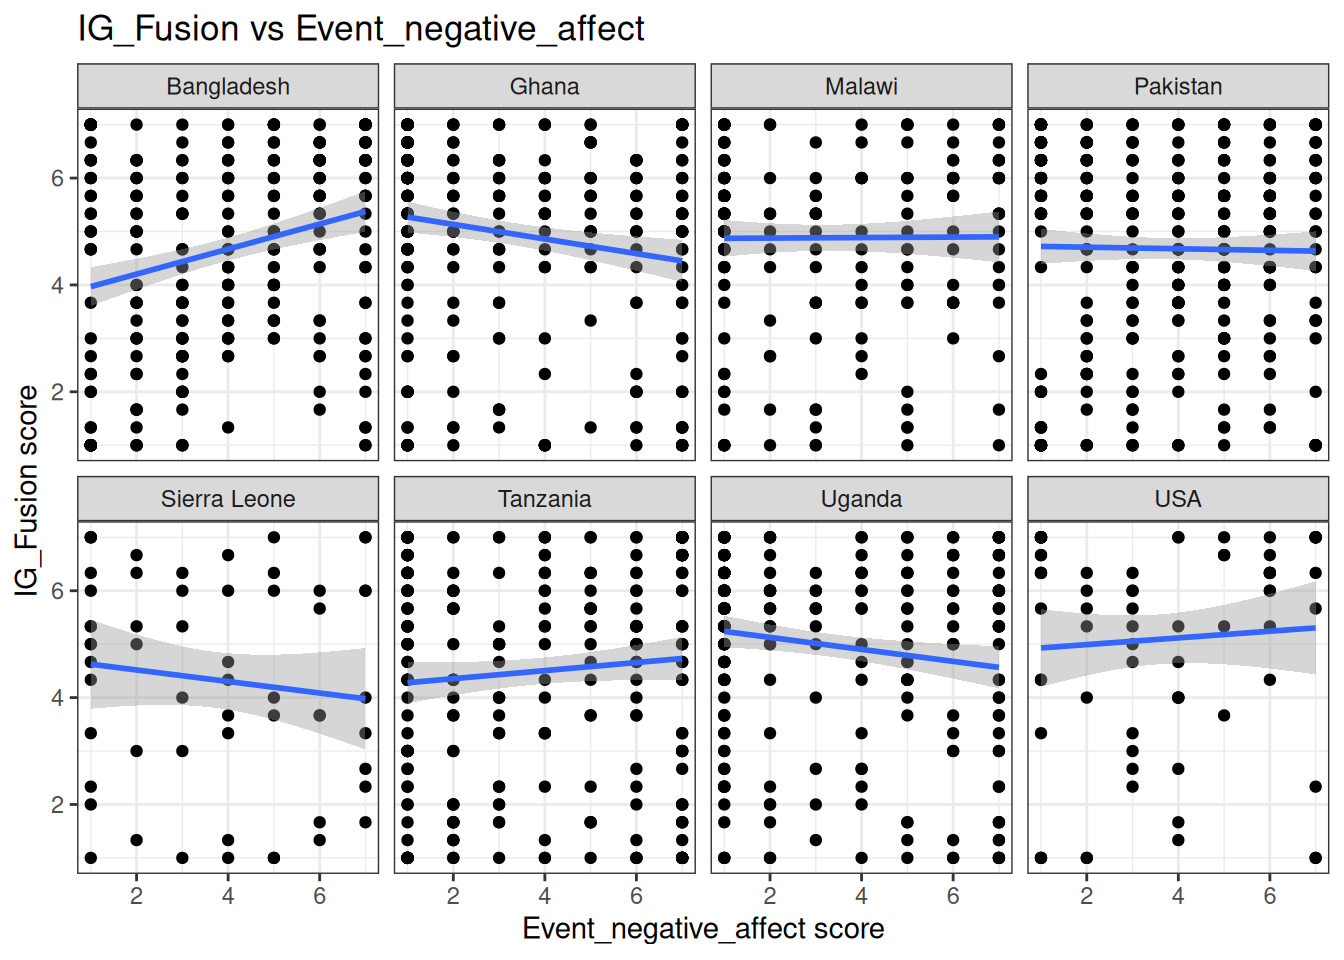 IG_Fusion vs Event_negative_affect
Bangladesh
Ghana
Malawi
Pakistan
6
4
2
Sierra Leone
Tanzania
Uganda
USA
6
4
2
2
4
6
2
4
6
2
4
6
2
4
6
IG_Fusion score
Event_negative_affect score